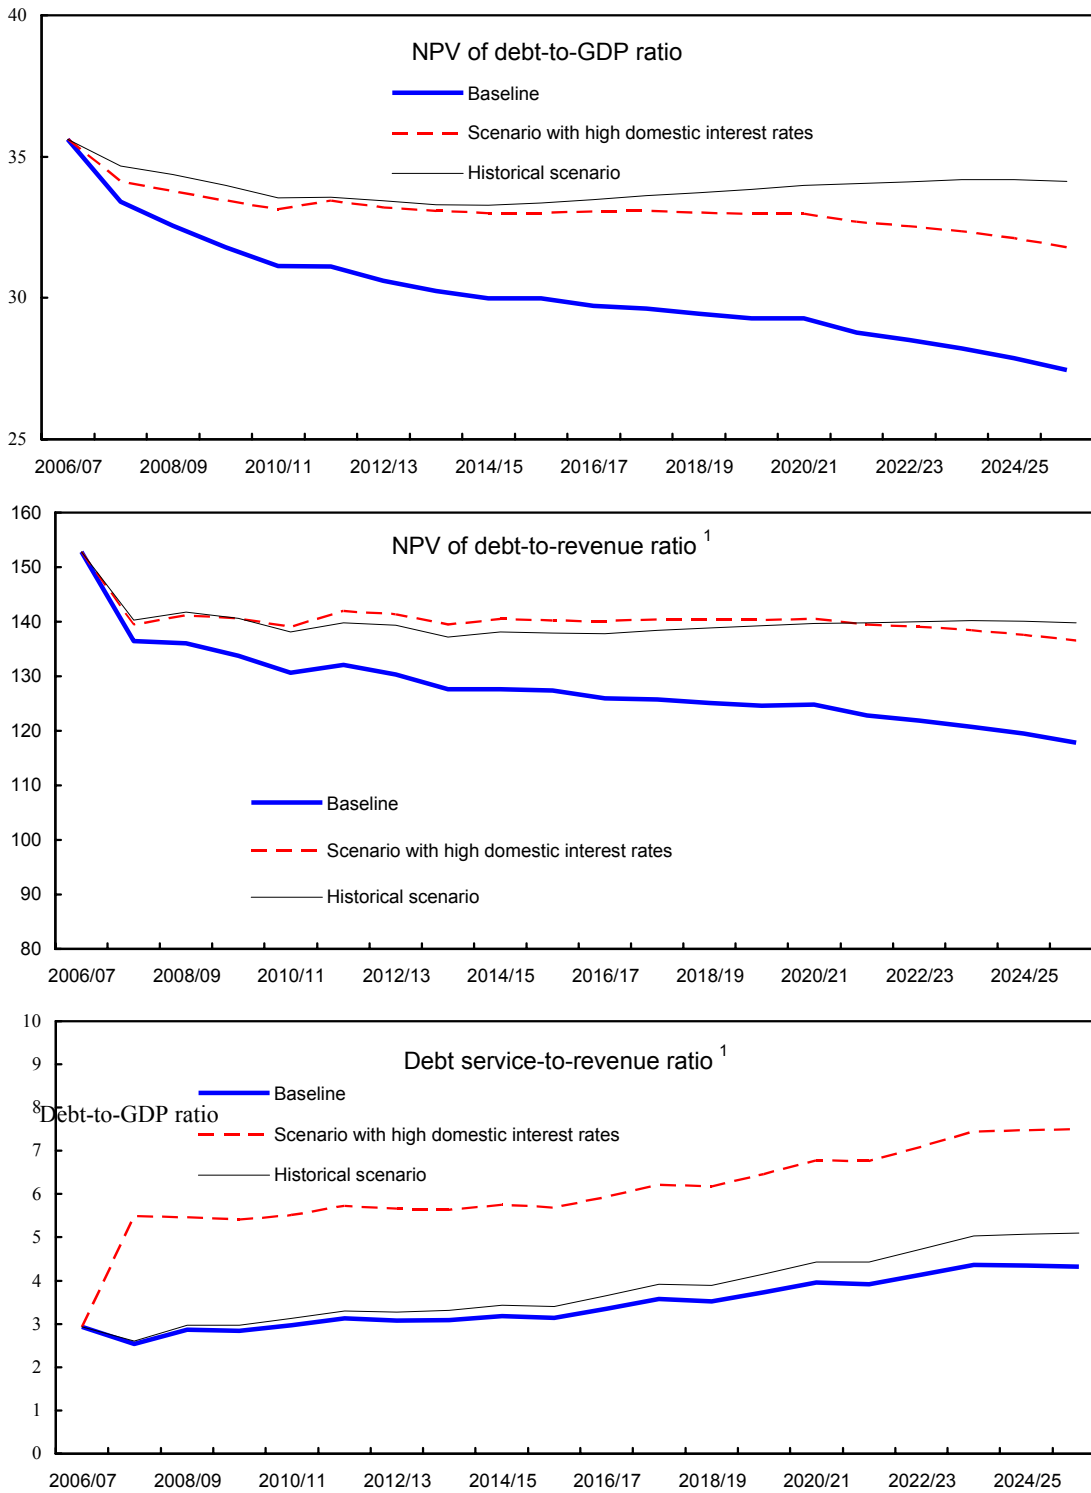 40
NPV of debt-to-GDP ratio
Baseline
Scenario with high domestic interest rates
Historical scenario
35
30
25
2006/07 2008/09 2010/11 2012/13 2014/15 2016/17 2018/19 2020/21 2022/23 2024/25
160
NPV of debt-to-revenue ratio 1
150
140
130
120
110
Baseline
100
Scenario with high domestic interest rates
90
Historical scenario
80
2006/07 2008/09 2010/11 2012/13 2014/15 2016/17 2018/19 2020/21 2022/23 2024/25
10
Debt service-to-revenue ratio 1
9
Baseline
8
Debt-to-GDP ratio
Scenario with high domestic interest rates
7
Historical scenario
6
5
4
3
2
1
0
2006/07 2008/09 2010/11 2012/13 2014/15 2016/17 2018/19 2020/21 2022/23 2024/25